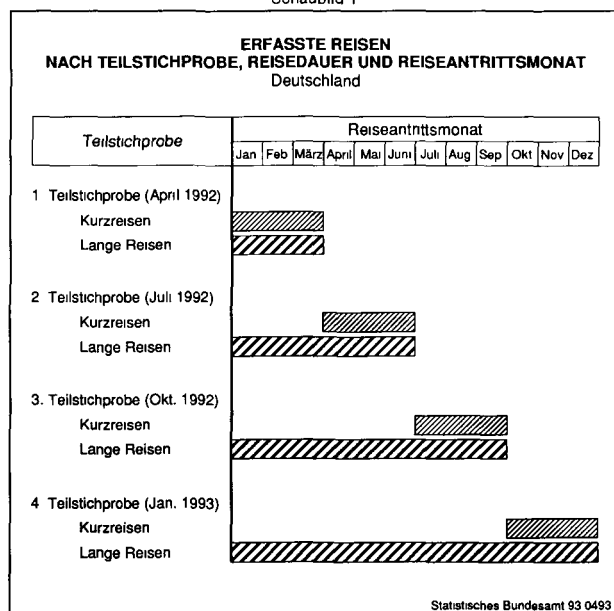 Schaubild 1
ERFASSTE REISEN
NACH TEILSTICHPROBE, REISEDAUER UND REISEANTRITTSMONAT
Deutschland
Teilstichprobe
Reiseantrittsmonat
Jan Feb März April Mai Juni Juli Aug Sep Okt Nov Dez
1 Teilstichprobe (April 1992)
Kurzreisen
Lange Reisen
2 Teilstichprobe (Juli 1992)
Kurzreisen
Lange Reisen
3. Teilstichprobe (Okt. 1992)
Kurzreisen
Lange Reisen
4 Teilstichprobe (Jan. 1993)
Kurzreisen
Lange Reisen
Statistisches Bundesamt 93 0493